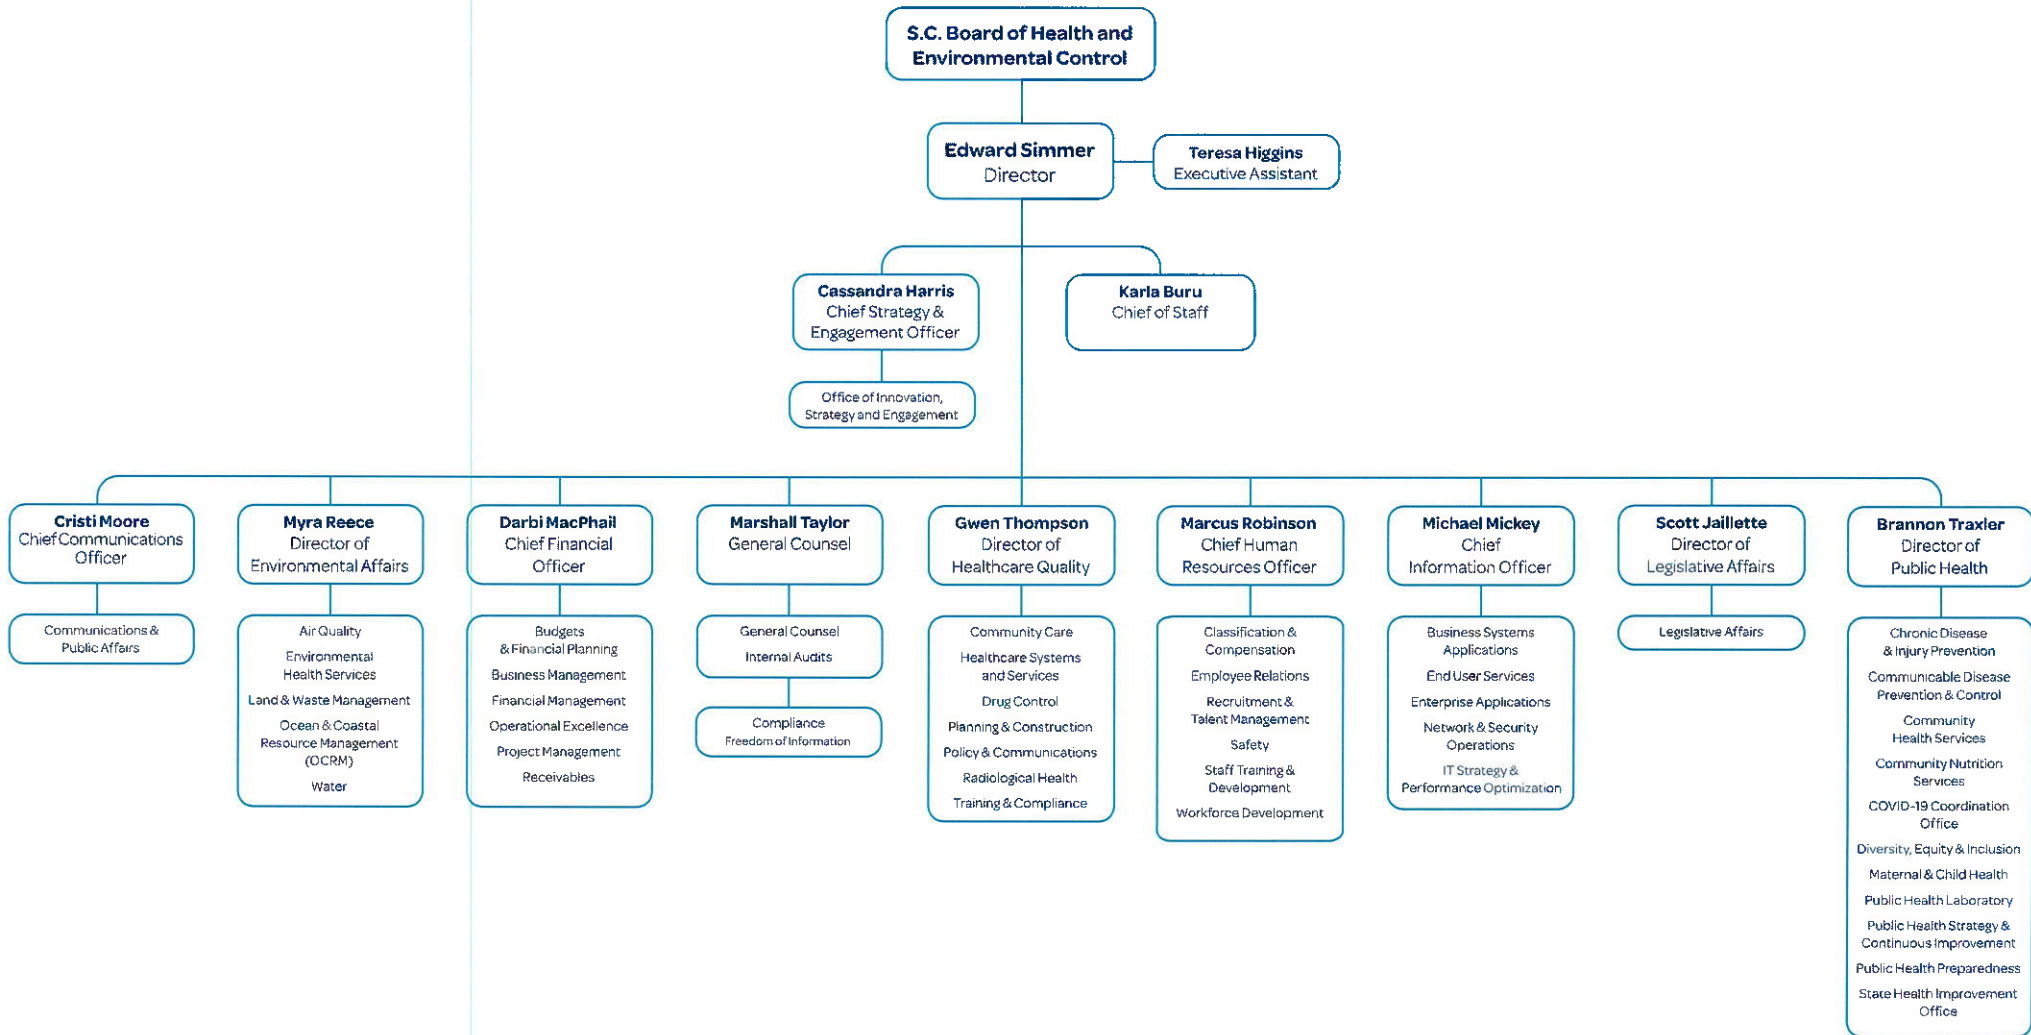 S.C. Board of Health and
Environmental Control
Edward Simmer
Director
Teresa Higgins
Executive Assistant
Cassandra Harris
Chief Strategy &
Engagement Officer
Karla Buru
Chief of Staff
Office of Innovation,
Strategy and Engagement
Cristi Moore
Chief Communications
Officer
Communications &
Public Affairs
Myra Reece
Director of
Environmental Affairs
Air Quality
Environmental
Health Services
Land & Waste Management
Ocean & Coastal
Resource Management
(OCRM)
Water
Darbi MacPhail
Chief Financial
Officer
Budgets
& Financial Planning
Business Management
Financial Management
Operational Excellence
Project Management
Receivables
Marshall Taylor
General Counsel
General Counsel
Internal Audits
Compliance
Freedom of Information
Gwen Thompson
Director of
Healthcare Quality
Community Care
Healthcare Systems
and Services
Drug Control
Planning & Construction
Policy & Communications
Radiological Health
Training & Compliance
Marcus Robinson
Chief Human
Resources Officer
Classification &
Compensation
Employee Relations
Recruitment &
Talent Management
Safety
Staff Training &
Development
Workforce Development
Michael Mickey
Chief
Information Officer
Business Systems
Applications
End User Services
Enterprise Applications
Network & Security
Operations
IT Strategy &
Performance Optimization
Scott Jaillette
Director of
Legislative Affairs
Legislative Affairs
Brannon Traxler
Director of
Public Health
Chronic Disease
& Injury Prevention
Communicable Disease
Prevention & Control
Community
Health Services
Community Nutrition
Services
COVID-19 Coordination
Office
Diversity, Equity & Inclusion
Maternal & Child Health
Public Health Laboratory
Public Health Strategy &
Continuous Improvement
Public Health Preparedness
State Health Improvement
Office